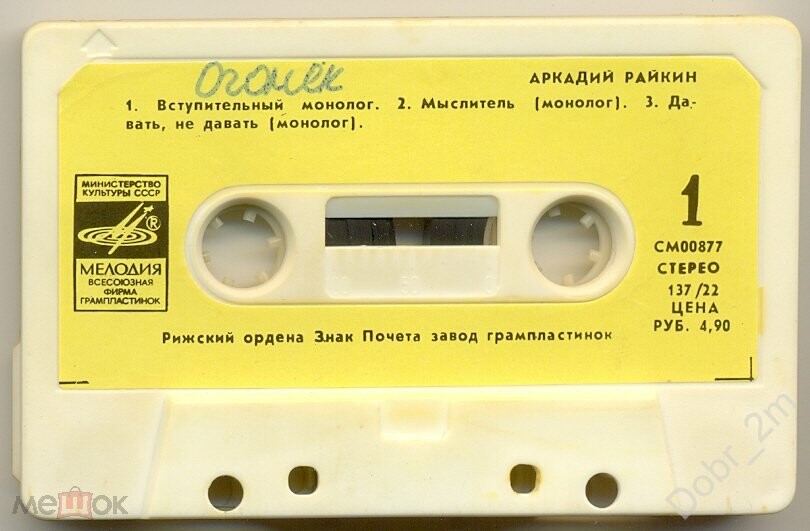 Огонёк
АРКАДИЙ РАЙКИН
1. Вступительный монолог. 2. Мыслитель (монолог). 3. Да-
вать, не давать (монолог).
МИНИСТЕРСТВО
КУЛЬТУРЫ СССР
®
МЕЛОДИЯ
ВСЕСОЮЗНАЯ
ФИРМА
ГРАМПЛАСТИНОК
1
СМ00877
СТЕРЕО
137/22
ЦЕНА
РУБ. 4,90
Рижский ордена Знак Почета завод грампластинок
мешок
Dobr_2m